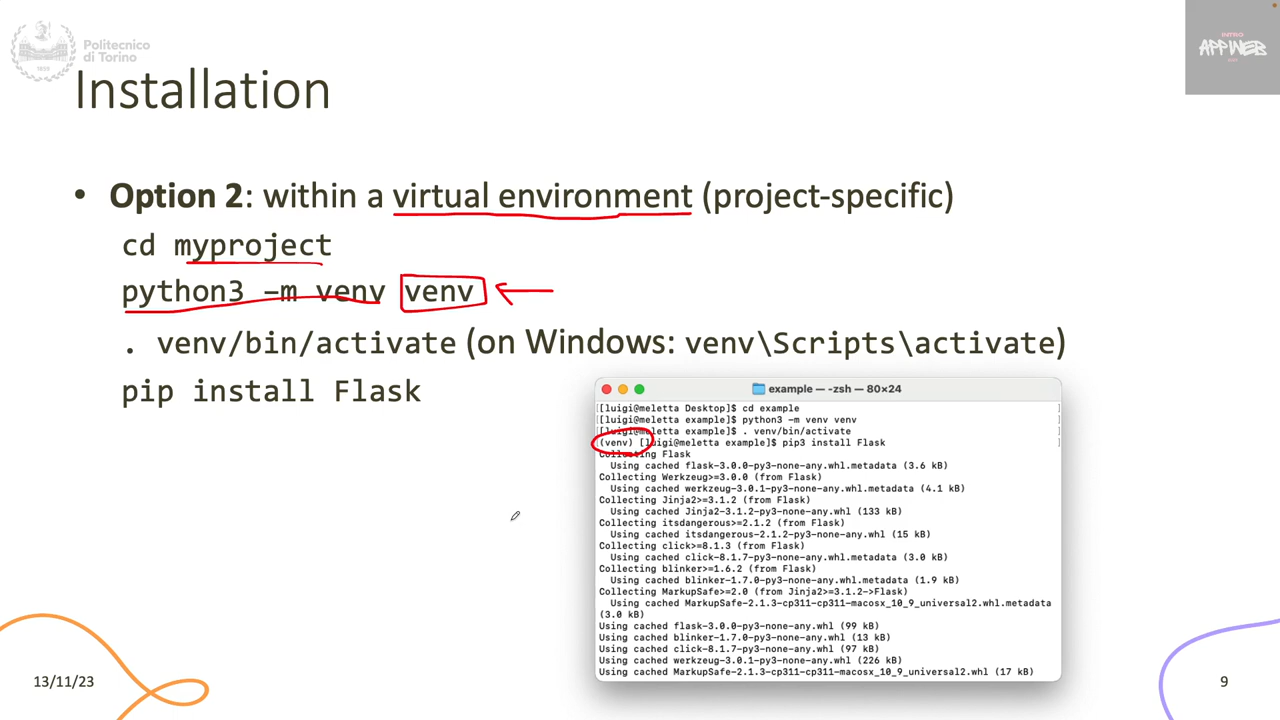 Politecnico
di Torino
1859
INTRO
APPWEB
Installation
• Option 2: within a virtual environment (project-specific)
cd myproject
python3 –m venv venv
. venv/bin/activate (on Windows: venv\Scripts\activate)
pip install Flask
example — -zsh — 80×24
[luigi@meletta Desktop]$ cd example
[luigi@meletta example]$ python3 -m venv venv
[luigi@meletta example]$ . venv/bin/activate
(venv) [luigi@meletta example]$ pip3 install Flask
Collecting Flask
Using cached flask-3.0.0-py3-none-any.whl.metadata (3.6 kB)
Collecting Werkzeug>=3.0.0 (from Flask)
Using cached werkzeug-3.0.1-py3-none-any.whl.metadata (4.1 kB)
Collecting Jinja2>=3.1.2 (from Flask)
Using cached Jinja2-3.1.2-py3-none-any.whl (133 kB)
Collecting itsdangerous>=2.1.2 (from Flask)
Using cached itsdangerous-2.1.2-py3-none-any.whl (15 kB)
Collecting click>=8.1.3 (from Flask)
Using cached click-8.1.7-py3-none-any.whl.metadata (3.0 kB)
Collecting blinker>=1.6.2 (from Flask)
Using cached blinker-1.7.0-py3-none-any.whl.metadata (1.9 kB)
Collecting MarkupSafe>=2.0 (from Jinja2>=3.1.2->Flask)
Using cached MarkupSafe-2.1.3-cp311-cp311-macosx_10_9_universal2.whl.metadata
(3.0 kB)
Using cached flask-3.0.0-py3-none-any.whl (99 kB)
Using cached blinker-1.7.0-py3-none-any.whl (13 kB)
Using cached click-8.1.7-py3-none-any.whl (97 kB)
Using cached werkzeug-3.0.1-py3-none-any.whl (226 kB)
Using cached MarkupSafe-2.1.3-cp311-cp311-macosx_10_9_universal2.whl (17 kB)
13/11/23
9